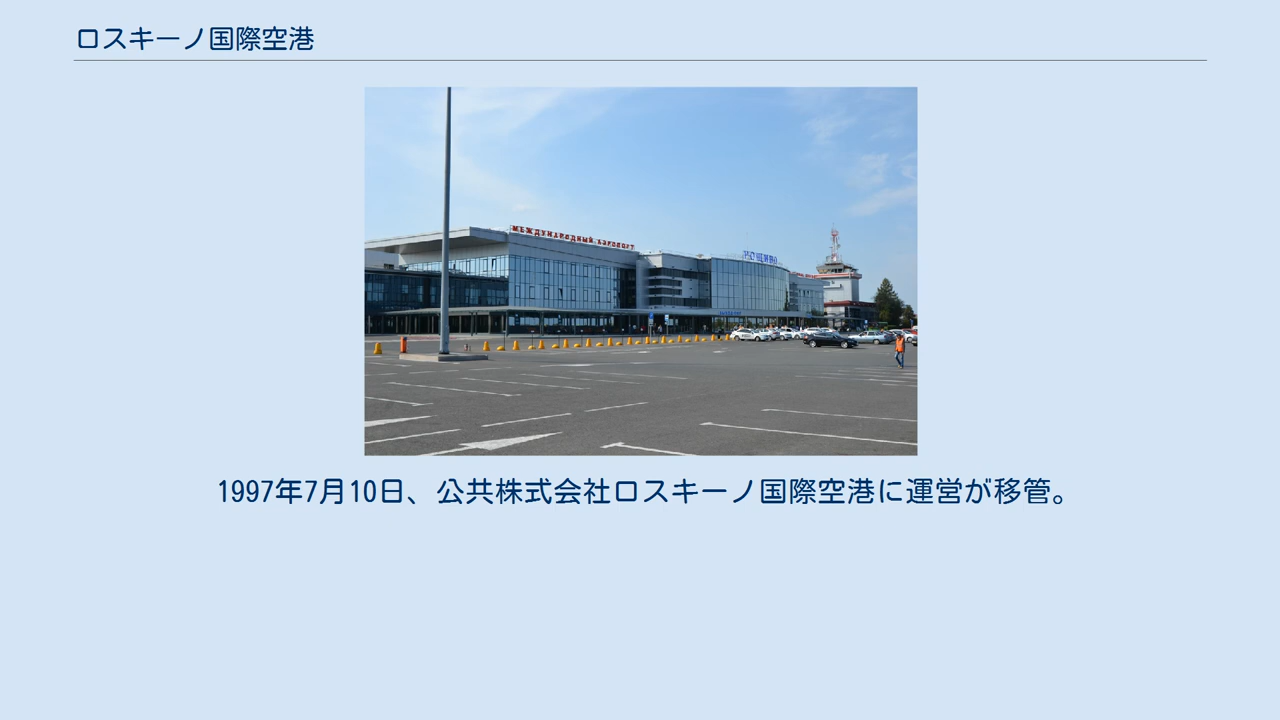 ロスキーノ国際空港
МЕЖДУНАРОДНЫЙ АЭРОПОРТ
РОЩИНО
1997年7月10日、公共株式会社ロスキーノ国際空港に運営が移管。